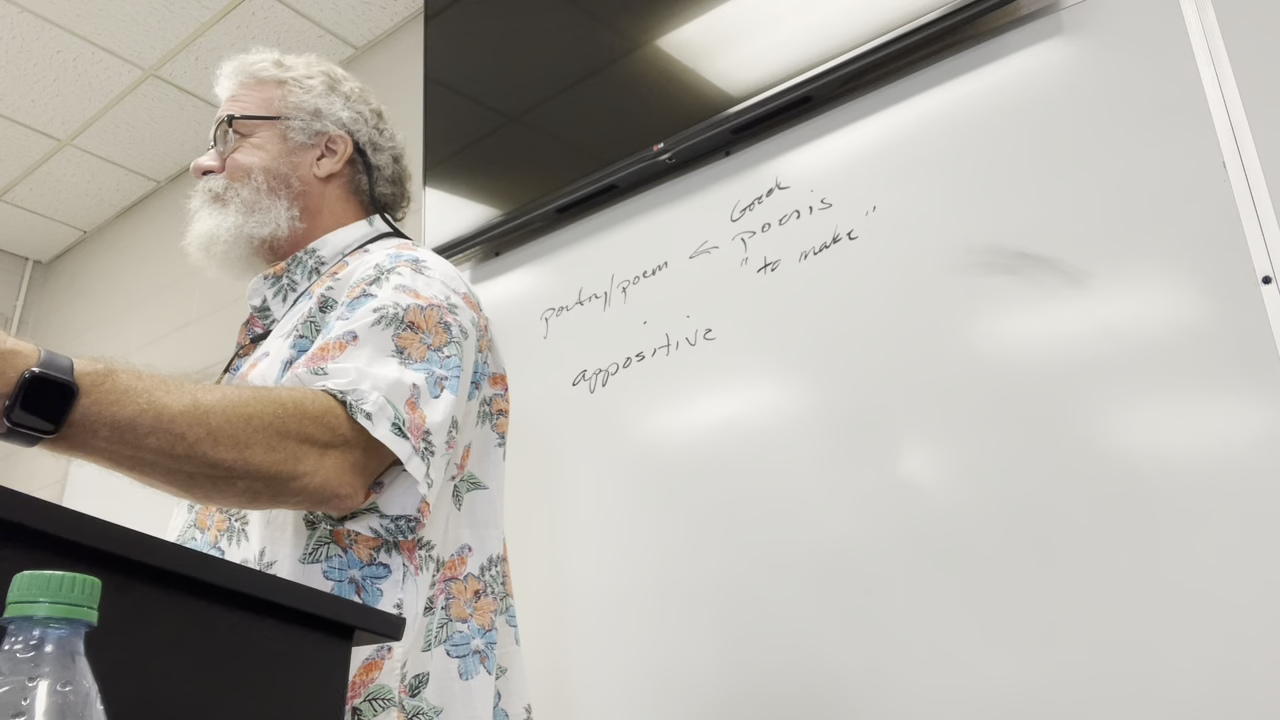 Greek
poetry/poem ← poesis
"to make"
appositive